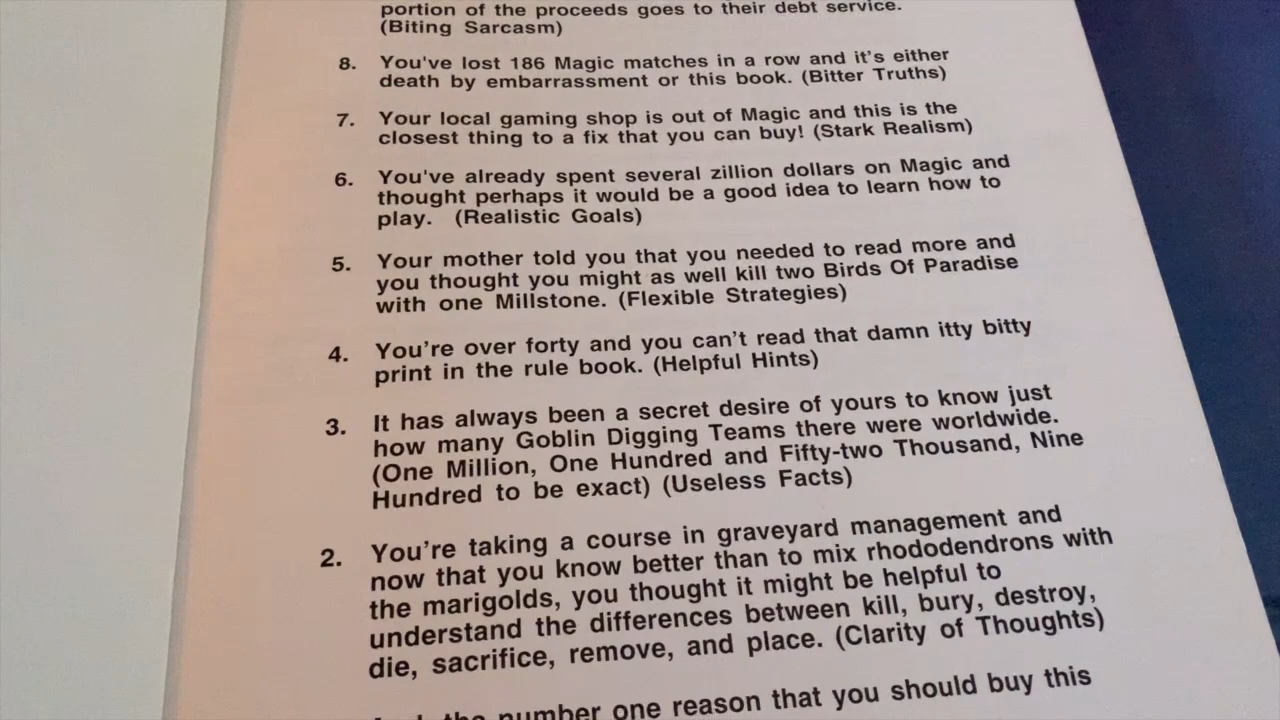 portion of the proceeds goes to their debt service.
(Biting Sarcasm)
8. You've lost 186 Magic matches in a row and it's either
death by embarrassment or this book. (Bitter Truths)
7. Your local gaming shop is out of Magic and this is the
closest thing to a fix that you can buy! (Stark Realism)
6. You've already spent several zillion dollars on Magic and
thought perhaps it would be a good idea to learn how to
play. (Realistic Goals)
5. Your mother told you that you needed to read more and
you thought you might as well kill two Birds Of Paradise
with one Millstone. (Flexible Strategies)
4. You're over forty and you can't read that damn itty bitty
print in the rule book. (Helpful Hints)
3. It has always been a secret desire of yours to know just
how many Goblin Digging Teams there were worldwide.
(One Million, One Hundred and Fifty-two Thousand, Nine
Hundred to be exact) (Useless Facts)
2. You're taking a course in graveyard management and
now that you know better than to mix rhododendrons with
the marigolds, you thought it might be helpful to
understand the differences between kill, bury, destroy,
die, sacrifice, remove, and place. (Clarity of Thoughts)
the number one reason that you should buy this